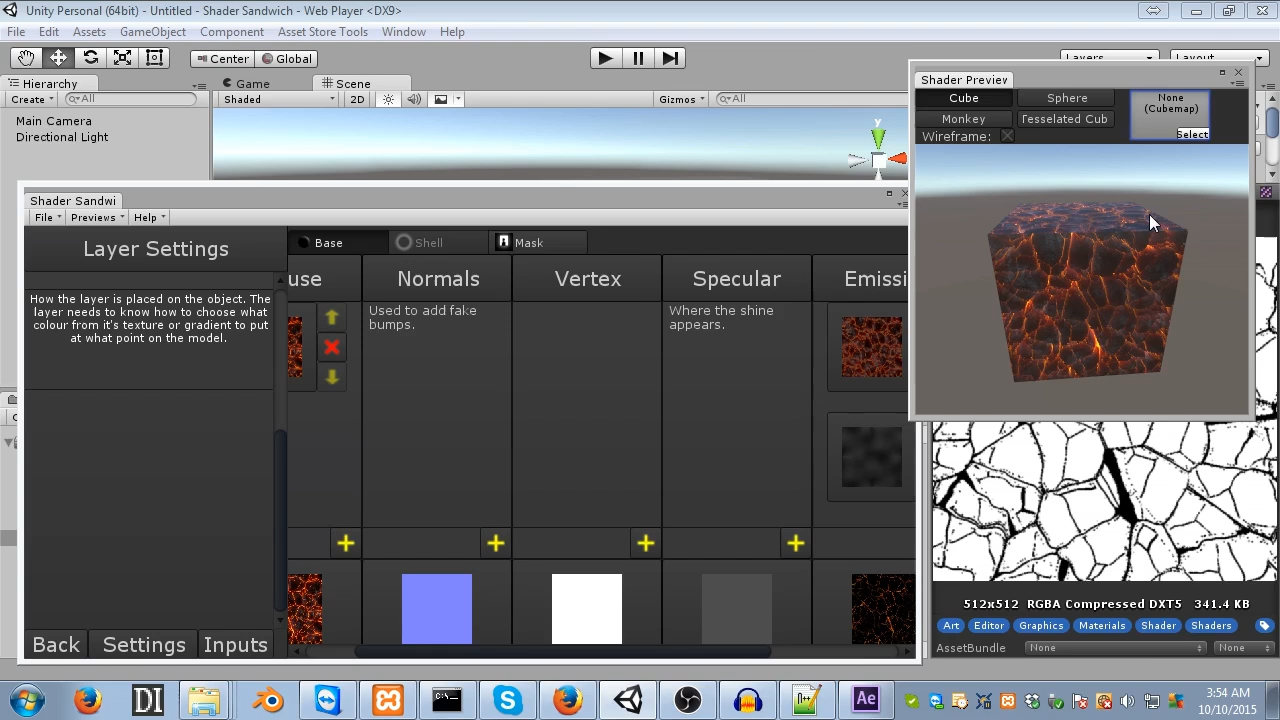 Unity Personal (64bit) - Untitled - Shader Sandwich - Web Player <DX9>
File Edit Assets GameObject Component Asset Store Tools Window Help
Center Global
Layers Layout
Hierarchy
Create All
Main Camera
Directional Light
Game Scene
Shaded 2D Gizmos All
y
Shader Preview
Cube Sphere
Monkey Tesselated Cub
Wireframe:
None
(Cubemap)
Select
Shader Sandwi
File Previews Help
Layer Settings
How the layer is placed on the object. The
layer needs to know how to choose what
colour from it's texture or gradient to put
at what point on the model.
Back Settings Inputs
Base Shell Mask
use Normals Vertex Specular Emissi
Used to add fake
bumps.
Where the shine
appears.
512x512 RGBA Compressed DXT5 341.4 KB
Art Editor Graphics Materials Shader Shaders
AssetBundle None None
DI
Ae
3:54 AM
10/10/2015